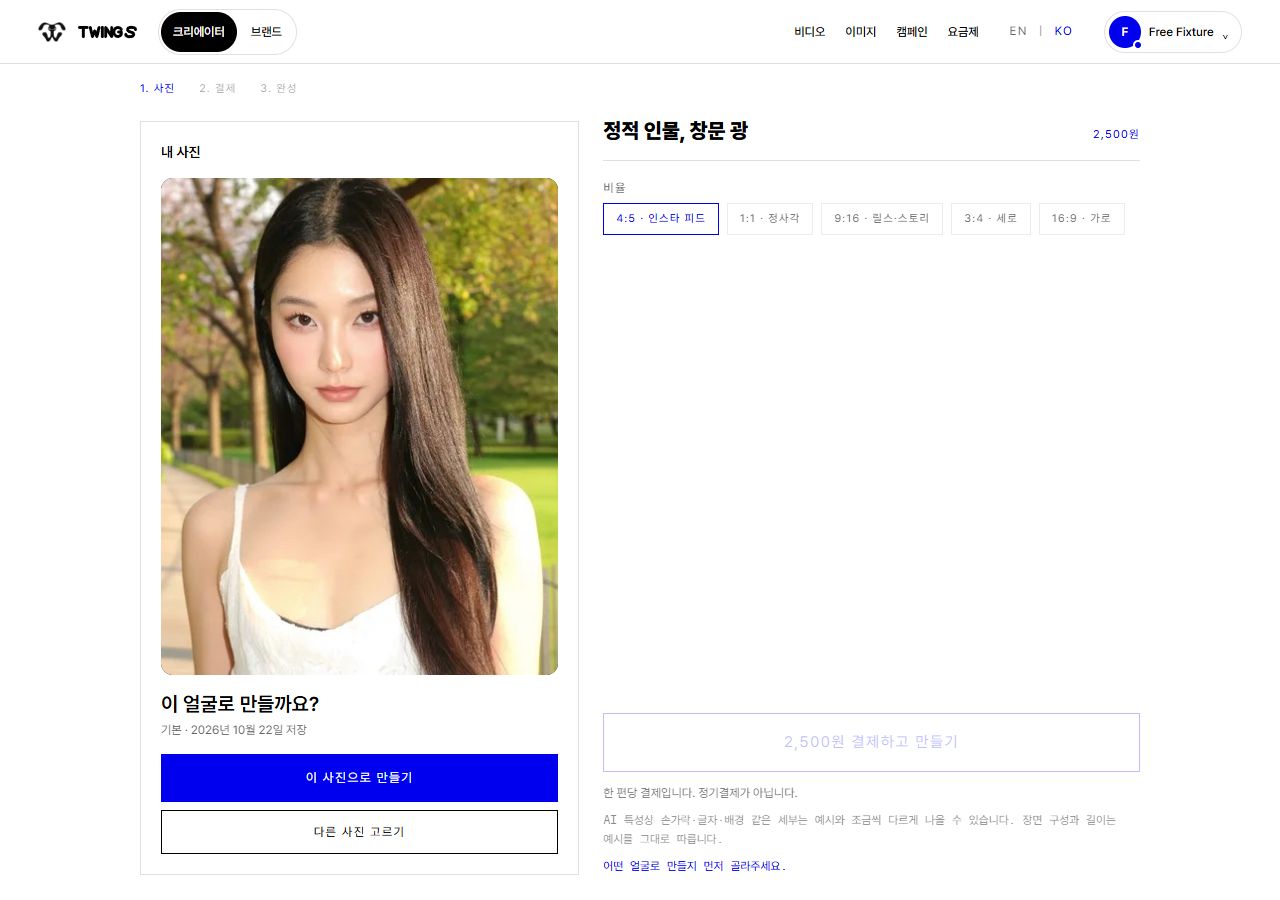 TWINGS
크리에이터
브랜드
비디오
이미지
캠페인
요금제
EN | KO
F
Free Fixture
1. 사진
2. 결제
3. 완성
내 사진
이 얼굴로 만들까요?
기본 · 2026년 10월 22일 저장
이 사진으로 만들기
다른 사진 고르기
정적 인물, 창문 광
2,500원
비율
4:5 · 인스타 피드
1:1 · 정사각
9:16 · 릴스·스토리
3:4 · 세로
16:9 · 가로
2,500원 결제하고 만들기
한 편당 결제입니다. 정기결제가 아닙니다.
AI 특성상 손가락·글자·배경 같은 세부는 예시와 조금씩 다르게 나올 수 있습니다. 장면 구성과 길이는
예시를 그대로 따릅니다.
어떤 얼굴로 만들지 먼저 골라주세요.